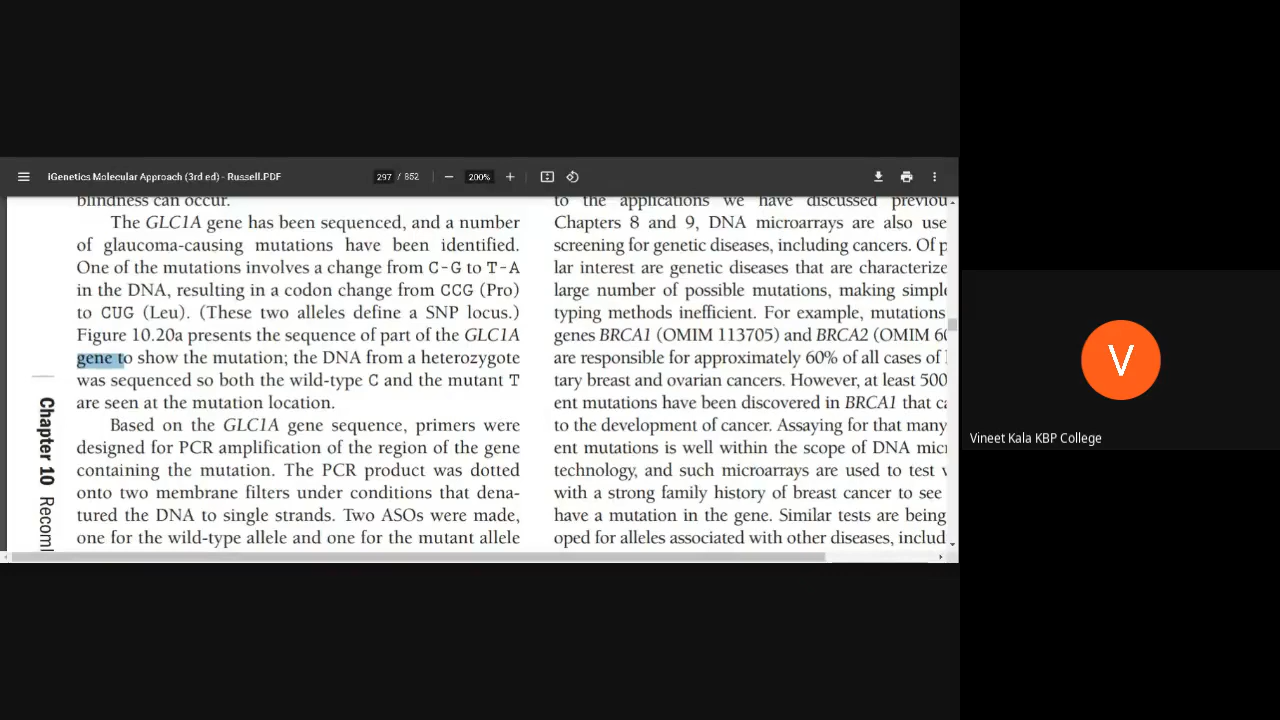 iGenetics Molecular Approach (3rd ed) - Russell.PDF
297 / 852
200%
blindness can occur.
The GLC1A gene has been sequenced, and a number
of glaucoma-causing mutations have been identified.
One of the mutations involves a change from C-G to T-A
in the DNA, resulting in a codon change from CCG (Pro)
to CUG (Leu). (These two alleles define a SNP locus.)
Figure 10.20a presents the sequence of part of the GLC1A
gene to show the mutation; the DNA from a heterozygote
was sequenced so both the wild-type C and the mutant T
are seen at the mutation location.
Based on the GLC1A gene sequence, primers were
designed for PCR amplification of the region of the gene
containing the mutation. The PCR product was dotted
onto two membrane filters under conditions that dena-
tured the DNA to single strands. Two ASOs were made,
one for the wild-type allele and one for the mutant allele
to the applications we have discussed previou
Chapters 8 and 9, DNA microarrays are also use
screening for genetic diseases, including cancers. Of p
lar interest are genetic diseases that are characterize
large number of possible mutations, making simple
typing methods inefficient. For example, mutations
genes BRCA1 (OMIM 113705) and BRCA2 (OMIM 60
are responsible for approximately 60% of all cases of
tary breast and ovarian cancers. However, at least 500
ent mutations have been discovered in BRCA1 that ca
to the development of cancer. Assaying for that many
ent mutations is well within the scope of DNA micr
technology, and such microarrays are used to test
with a strong family history of breast cancer to see
have a mutation in the gene. Similar tests are being
oped for alleles associated with other diseases, includ
Chapter 10 Recoml
V
Vineet Kala KBP College